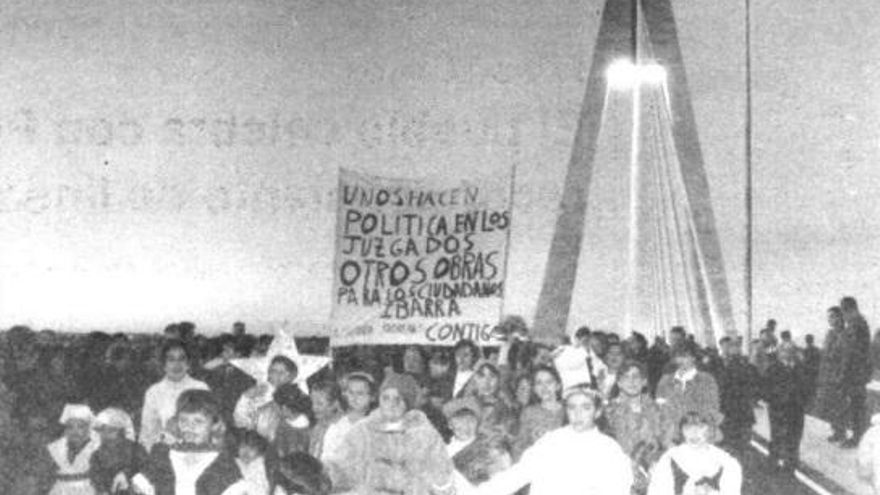 UNOS HACEN
POLITICA EN LOS
JUZGADOS
OTROS OBRAS
PARA LOS CIUDADANOS
IBARRA
CONTIGO